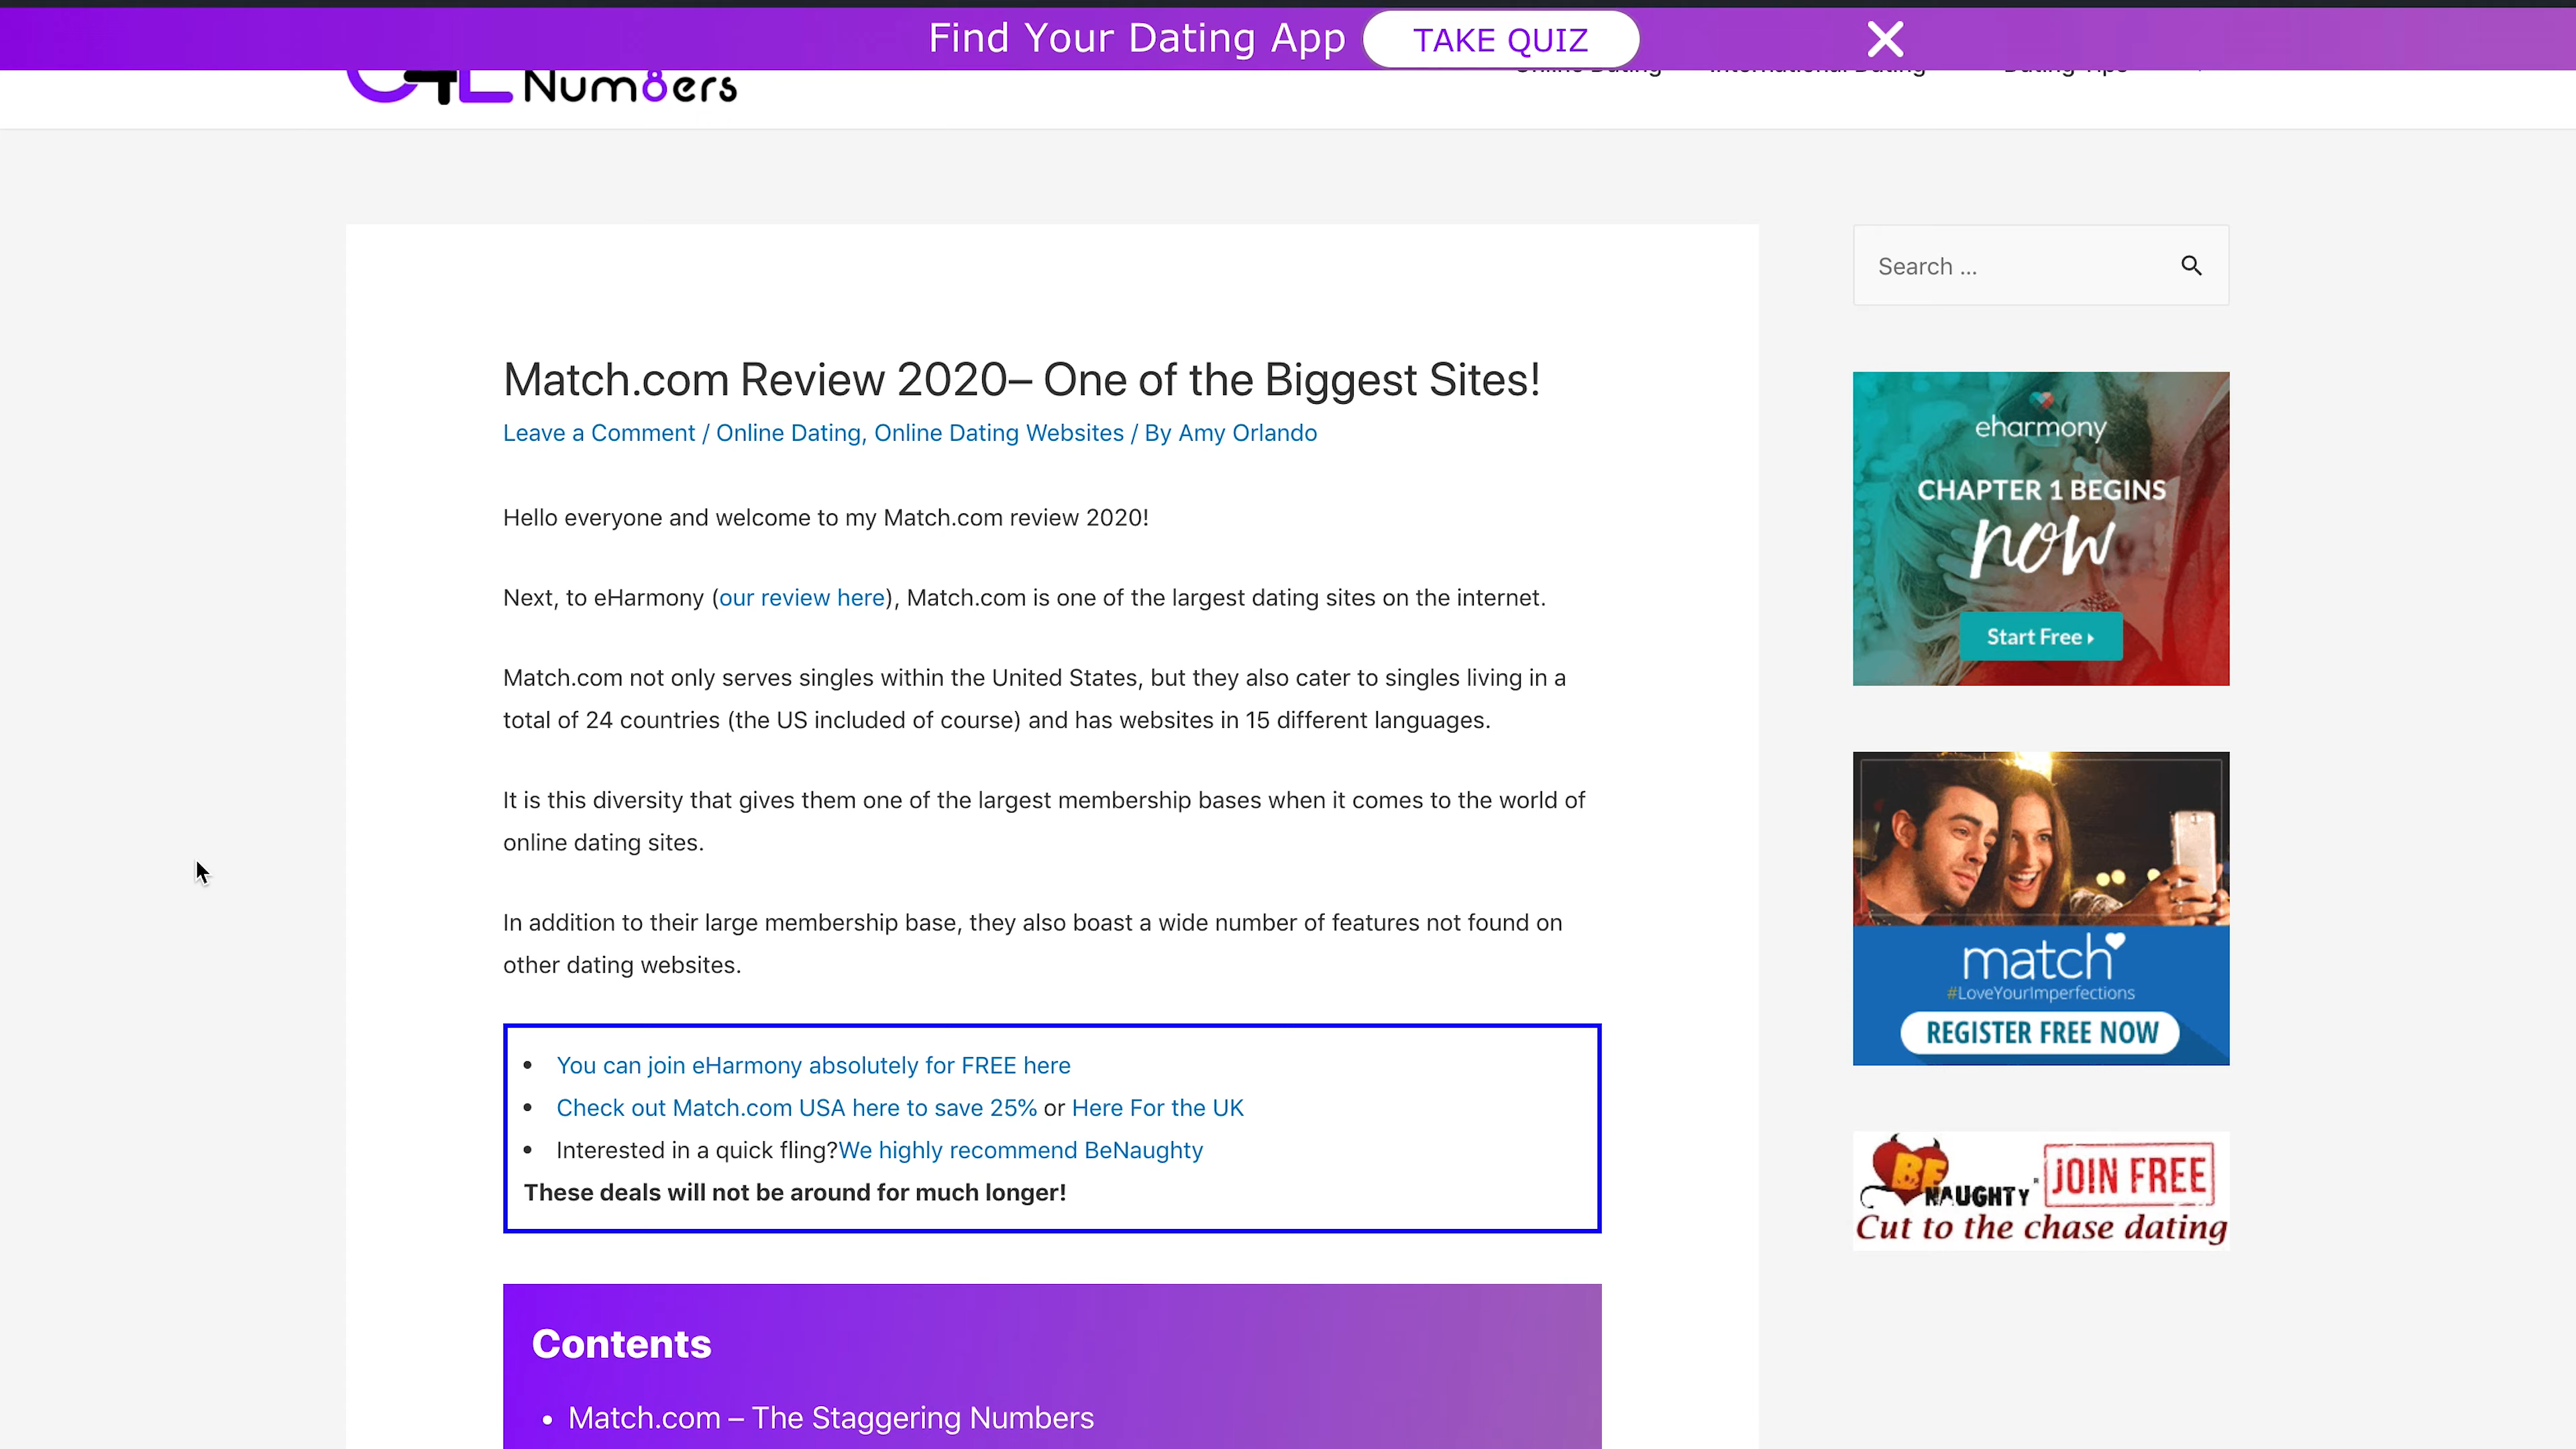 Find Your Dating App TAKE QUIZ
Num8ers
Online Dating International Dating Dating Tips
Search ...
Match.com Review 2020– One of the Biggest Sites!
Leave a Comment / Online Dating, Online Dating Websites / By Amy Orlando
Hello everyone and welcome to my Match.com review 2020!
Next, to eHarmony (our review here), Match.com is one of the largest dating sites on the internet.
Match.com not only serves singles within the United States, but they also cater to singles living in a
total of 24 countries (the US included of course) and has websites in 15 different languages.
It is this diversity that gives them one of the largest membership bases when it comes to the world of
online dating sites.
In addition to their large membership base, they also boast a wide number of features not found on
other dating websites.
• You can join eHarmony absolutely for FREE here
• Check out Match.com USA here to save 25% or Here For the UK
• Interested in a quick fling?We highly recommend BeNaughty
These deals will not be around for much longer!
Contents
• Match.com – The Staggering Numbers
eharmony
CHAPTER 1 BEGINS
now
Start Free
match
#LoveYourImperfections
REGISTER FREE NOW
BE NAUGHTY JOIN FREE
Cut to the chase dating